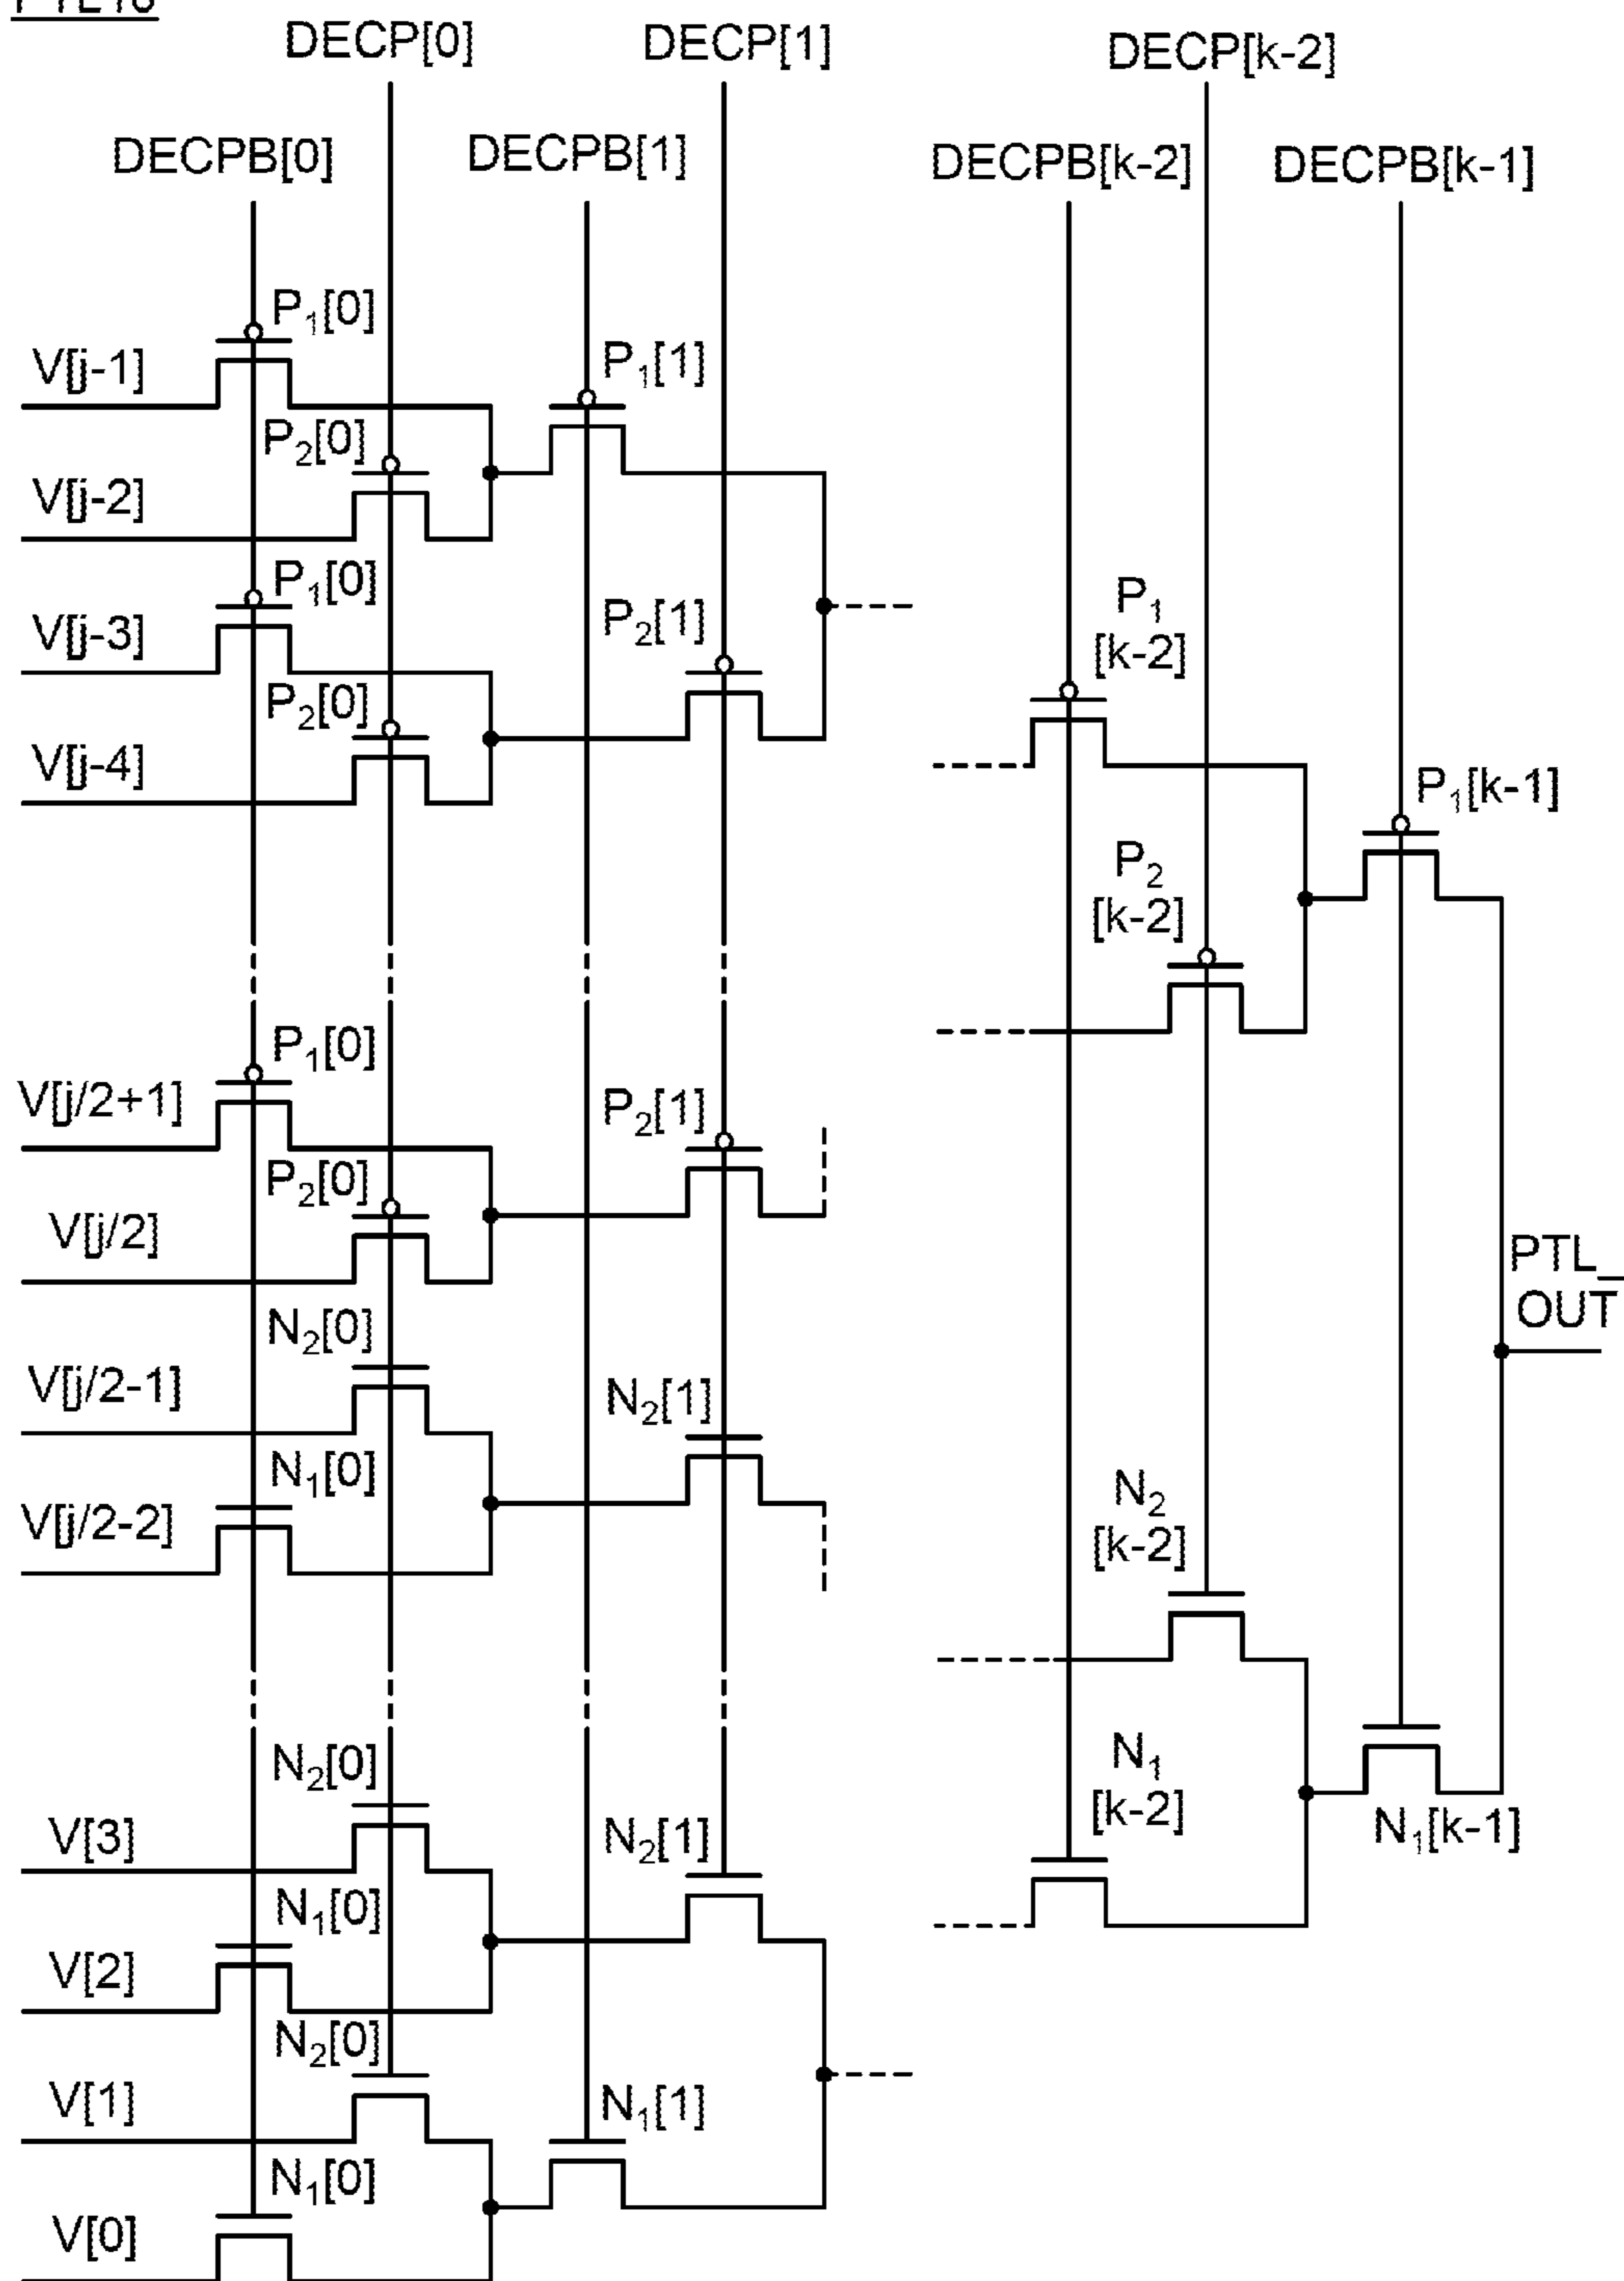 DECP[0]
DECP[1]
DECP[k-2]
DECPB[0]
DECPB[1]
DECPB[k-2]
DECPB[k-1]
P₁[0]
V[j-1]
P₁[1]
P₂[0]
V[j-2]
P₁[0]
V[j-3]
P₂[1]
P₁
[k-2]
P₂[0]
V[j-4]
P₁[k-1]
P₂
[k-2]
P₁[0]
V[j/2+1]
P₂[1]
P₂[0]
V[j/2]
PTL_
OUT
N₂[0]
V[j/2-1]
N₂[1]
N₁[0]
V[j/2-2]
N₂
[k-2]
N₂[0]
V[3]
N₂[1]
N₁
[k-2]
N₁[k-1]
N₁[0]
V[2]
N₂[0]
V[1]
N₁[1]
N₁[0]
V[0]